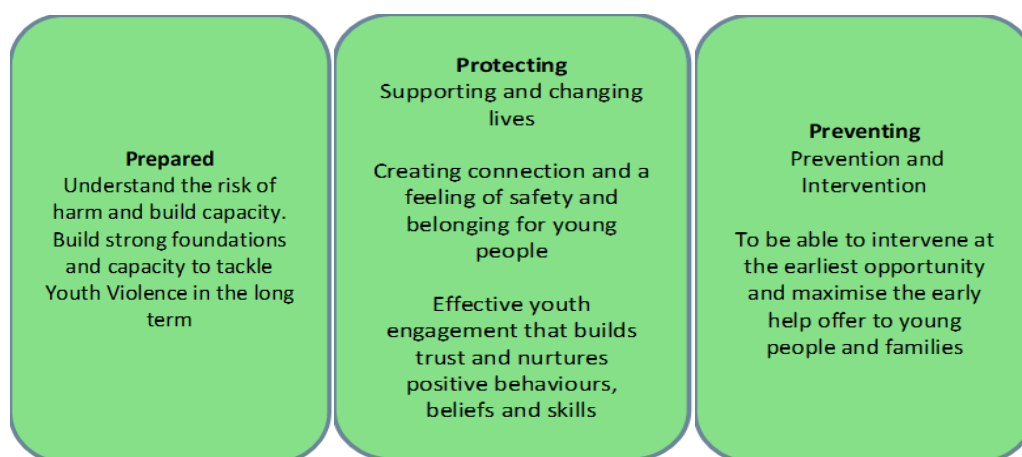 Prepared
Understand the risk of
harm and build capacity.
Build strong foundations
and capacity to tackle
Youth Violence in the long
term
Protecting
Supporting and changing
lives
Creating connection and a
feeling of safety and
belonging for young
people
Effective youth
engagement that builds
trust and nurtures
positive behaviours,
beliefs and skills
Preventing
Prevention and
Intervention
To be able to intervene at
the earliest opportunity
and maximise the early
help offer to young
people and families